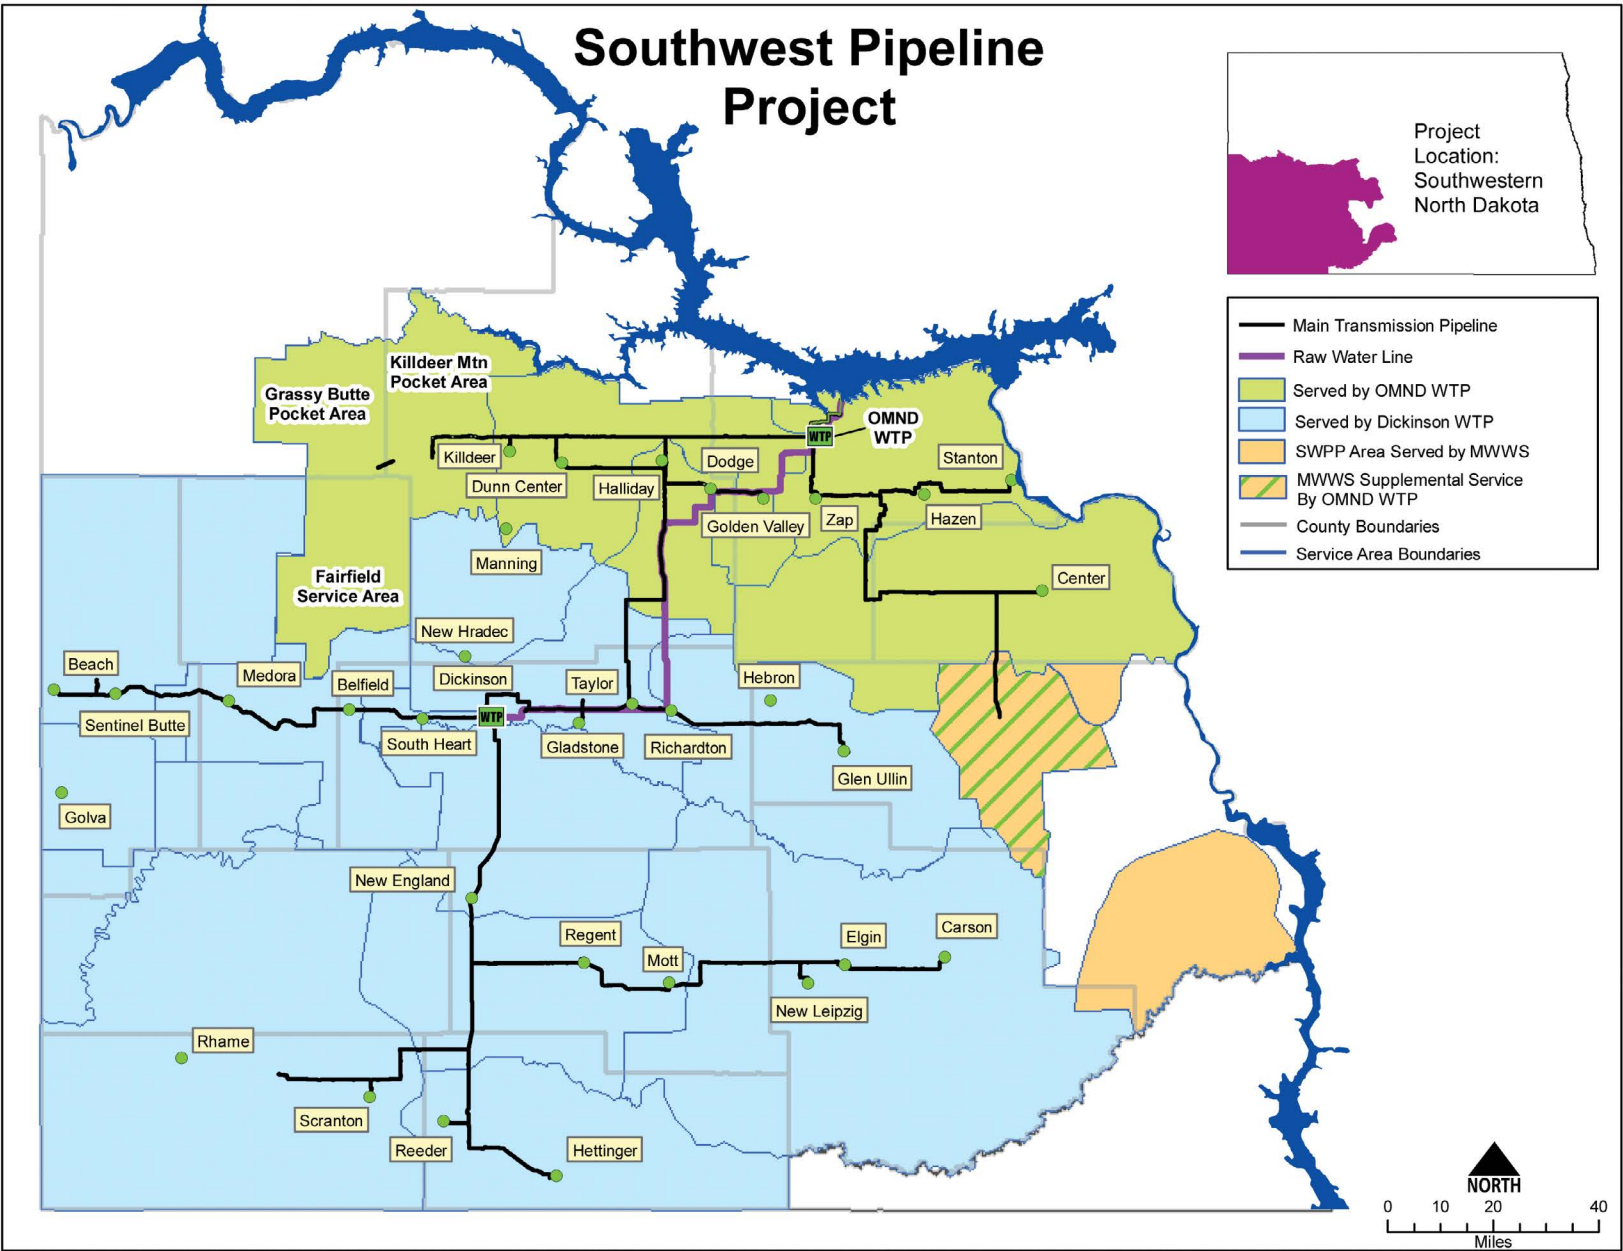 Southwest Pipeline
Project
Project
Location:
Southwestern
North Dakota
Main Transmission Pipeline
Raw Water Line
Served by OMND WTP
Served by Dickinson WTP
SWPP Area Served by MWWS
MWWS Supplemental Service
By OMND WTP
County Boundaries
Service Area Boundaries
Killdeer Mtn
Pocket Area
Grassy Butte
Pocket Area
OMND
WTP
WTP
Killdeer
Dodge
Stanton
Dunn Center
Halliday
Golden Valley
Zap
Hazen
Manning
Fairfield
Service Area
Center
New Hradec
Beach
Medora
Belfield
Dickinson
Taylor
Hebron
Sentinel Butte
WTP
South Heart
Gladstone
Richardton
Glen Ullin
Golva
New England
Regent
Mott
Elgin
Carson
New Leipzig
Rhame
Scranton
Reeder
Hettinger
NORTH
0 10 20 40
Miles